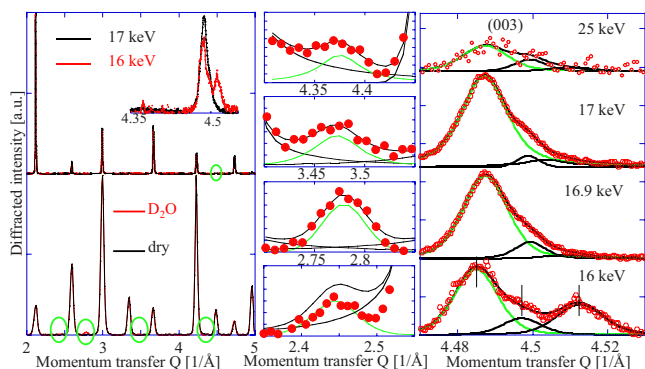 Diffracted intensity [a.u.]
17 keV
16 keV
4.35 4.5
D2O
dry
2 3 4 5
Momentum transfer Q [1/Å]
4.36 4.4
3.45 3.5
2.75 2.8
2.4 2.5
Momentum transfer Q [1/Å]
(003)
25 keV
17 keV
16.9 keV
16 keV
4.48 4.5 4.52
Momentum transfer Q [1/Å]